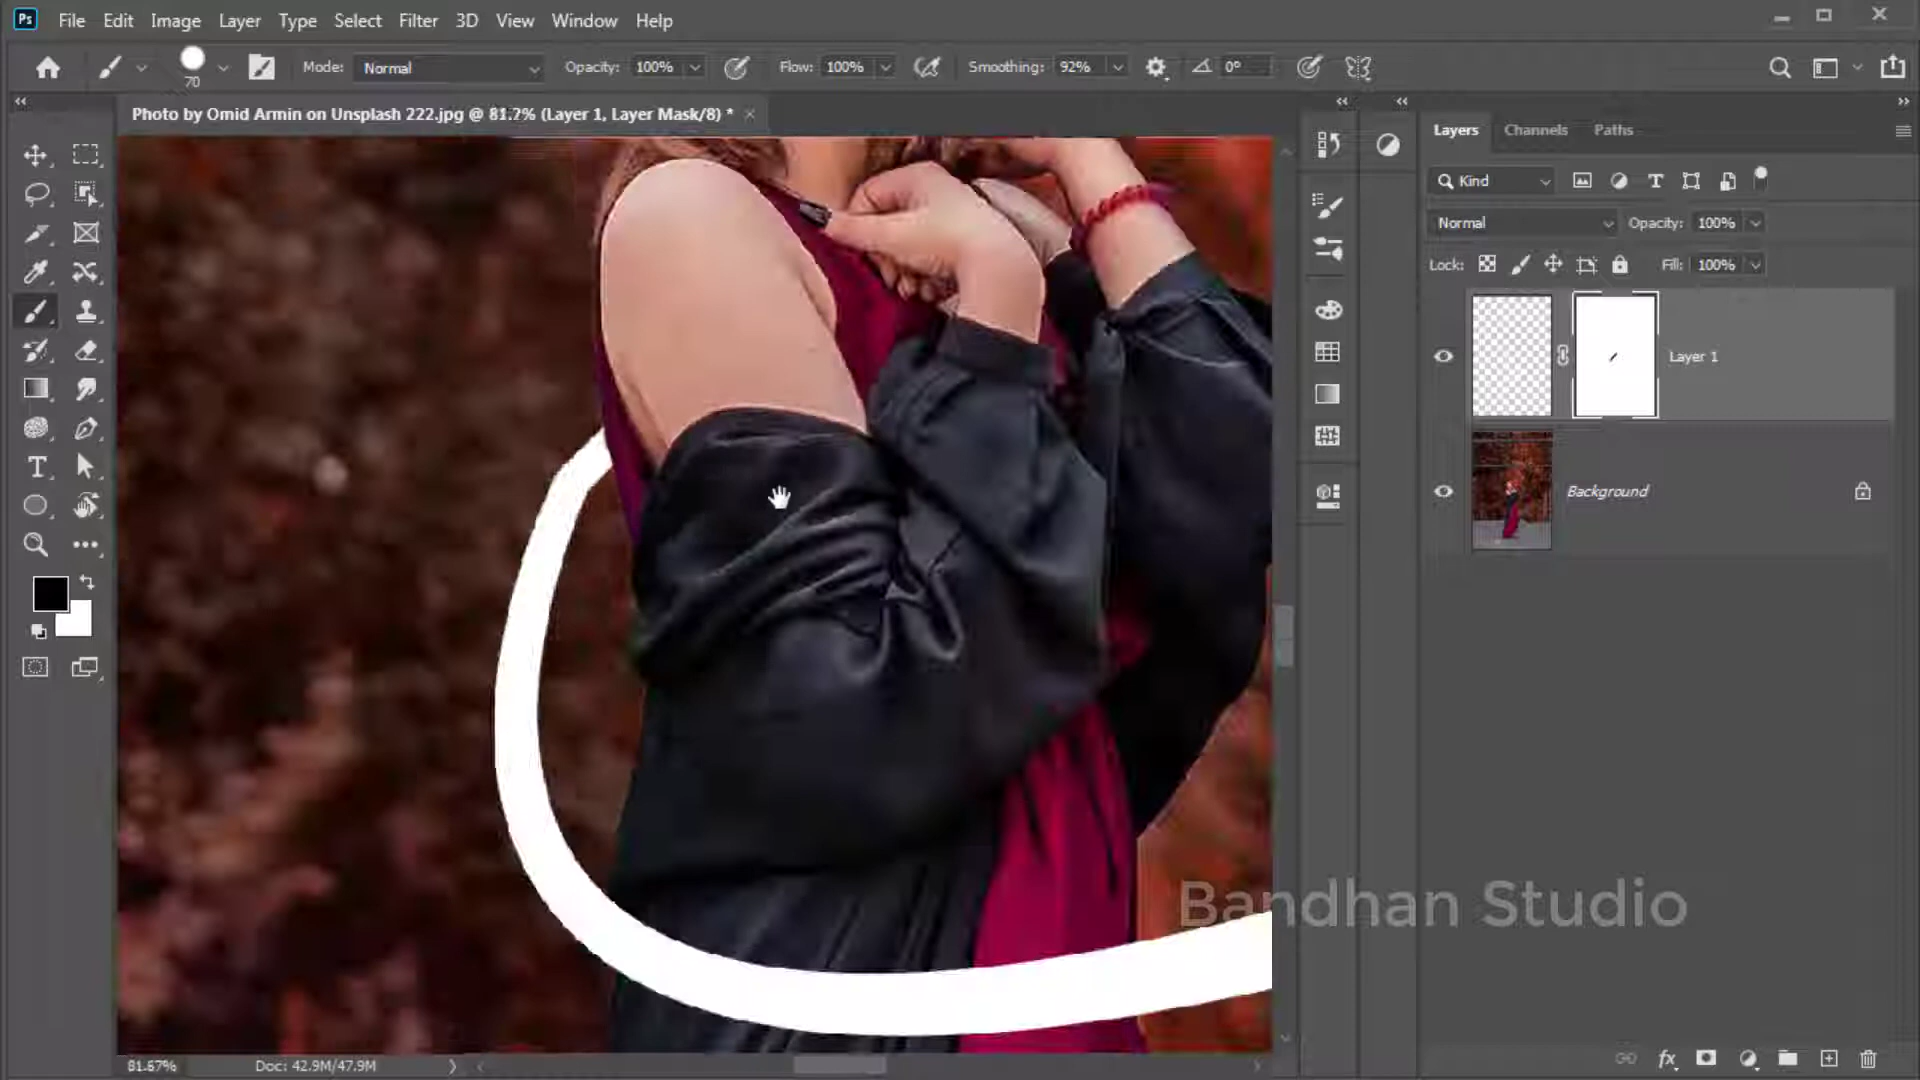 Ps File Edit Image Layer Type Select Filter 3D View Window Help
70 Mode: Normal Opacity: 100% Flow: 100% Smoothing: 92% 0°
Photo by Omid Armin on Unsplash 222.jpg @ 81.7% (Layer 1, Layer Mask/8) *
Layers Channels Paths
Kind
Normal Opacity: 100%
Lock: Fill: 100%
Layer 1
Background
Bandhan Studio
81.67% Doc: 42.9M/47.9M
fx